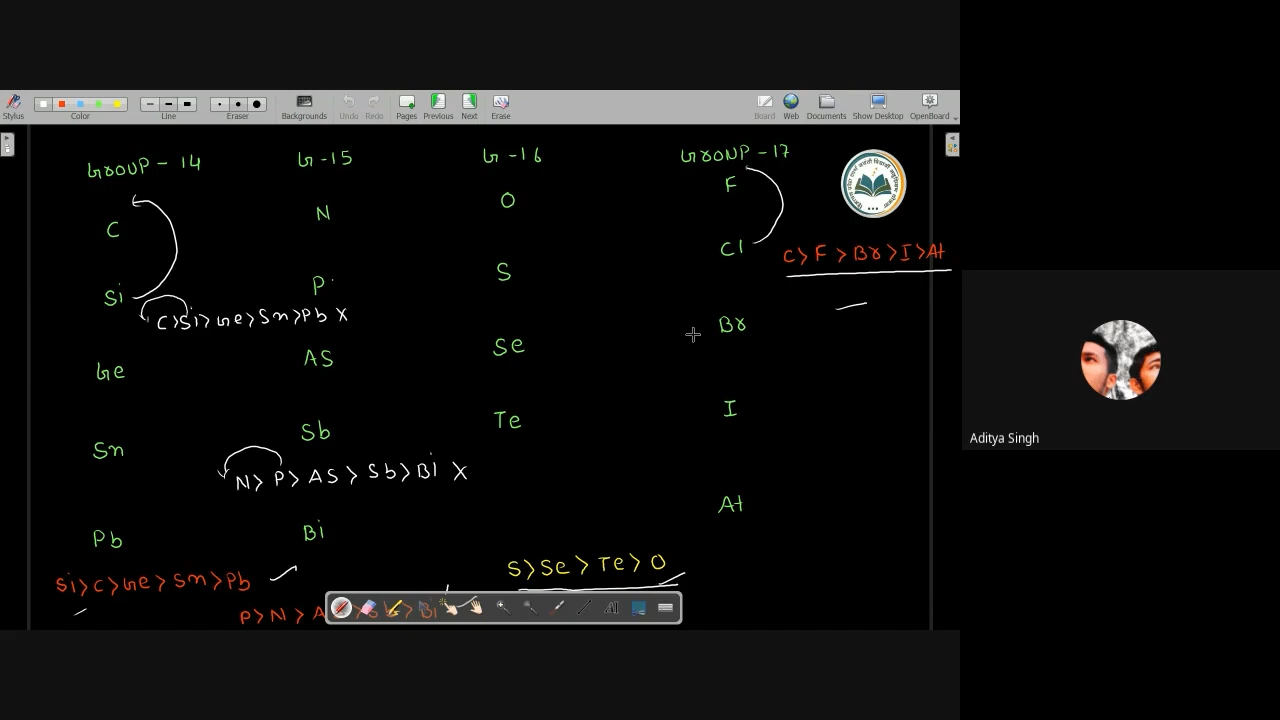 Stylus
Color
Line
Eraser
Backgrounds
Undo
Redo
Pages
Previous
Next
Erase
Board
Web
Documents
Show Desktop
OpenBoard
GROUP - 14
G -15
G -16
GROUP -17
C
N
O
F
Si
P
S
Cl
C> F >Br>I>At
C>Si>Ge>Sn>Pb X
Ge
AS
Se
Br
Sn
Sb
Te
I
N> P> AS > Sb>Bi X
Pb
Bi
At
Si>C>Ge>Sn>Pb
S>Se > Te> O
P>N > A
Bi
Aditya Singh